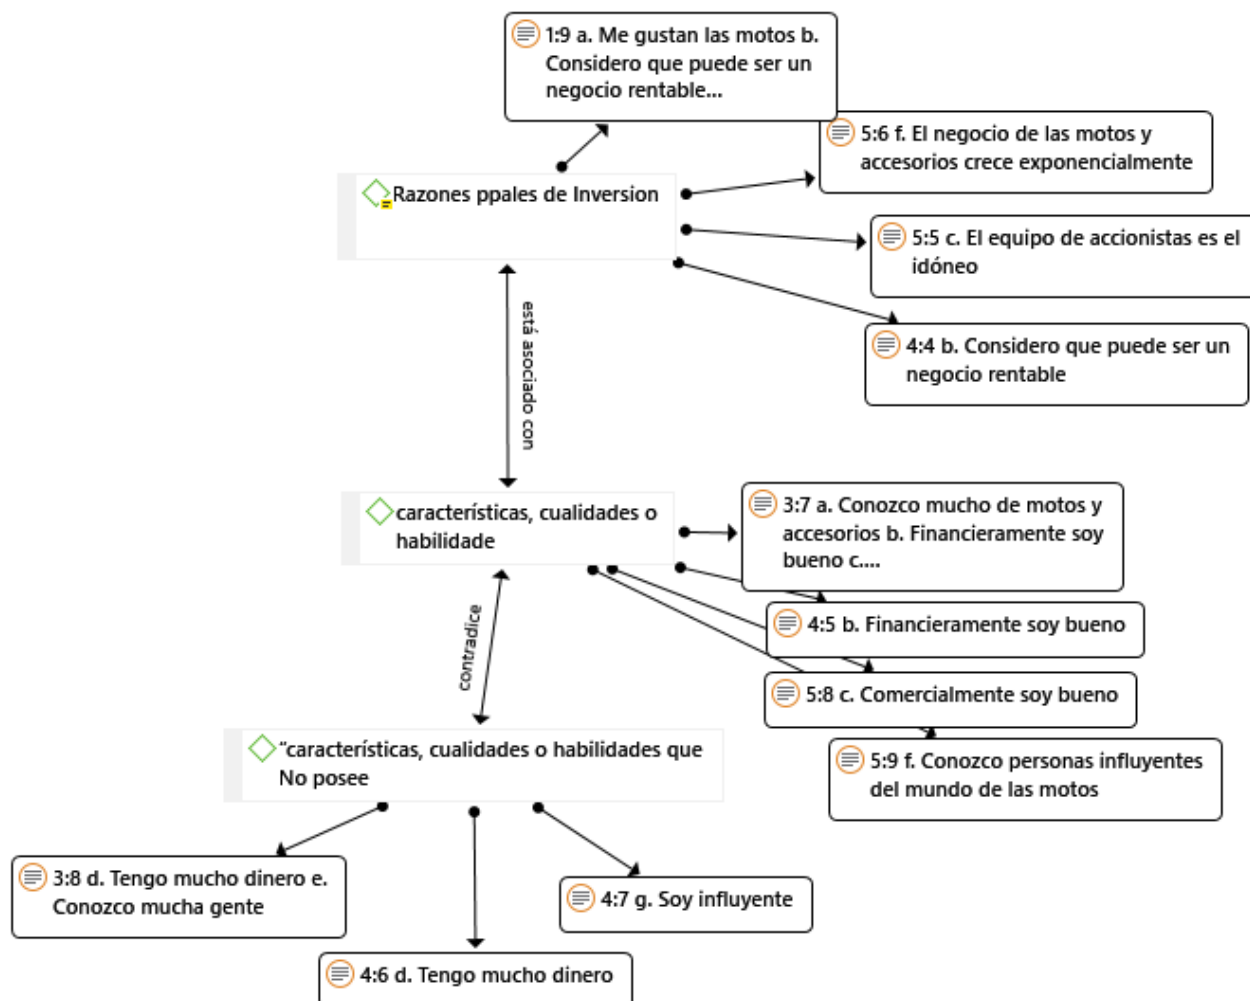 1:9 a. Me gustan las motos b.
Considero que puede ser un
negocio rentable...
5:6 f. El negocio de las motos y
accesorios crece exponencialmente
Razones ppales de Inversion
5:5 c. El equipo de accionistas es el
idóneo
4:4 b. Considero que puede ser un
negocio rentable
está asociado con
características, cualidades o
habilidade
3:7 a. Conozco mucho de motos y
accesorios b. Financieramente soy
bueno c....
4:5 b. Financieramente soy bueno
5:8 c. Comercialmente soy bueno
5:9 f. Conozco personas influyentes
del mundo de las motos
contradice
"características, cualidades o habilidades que
No posee
3:8 d. Tengo mucho dinero e.
Conozco mucha gente
4:7 g. Soy influyente
4:6 d. Tengo mucho dinero